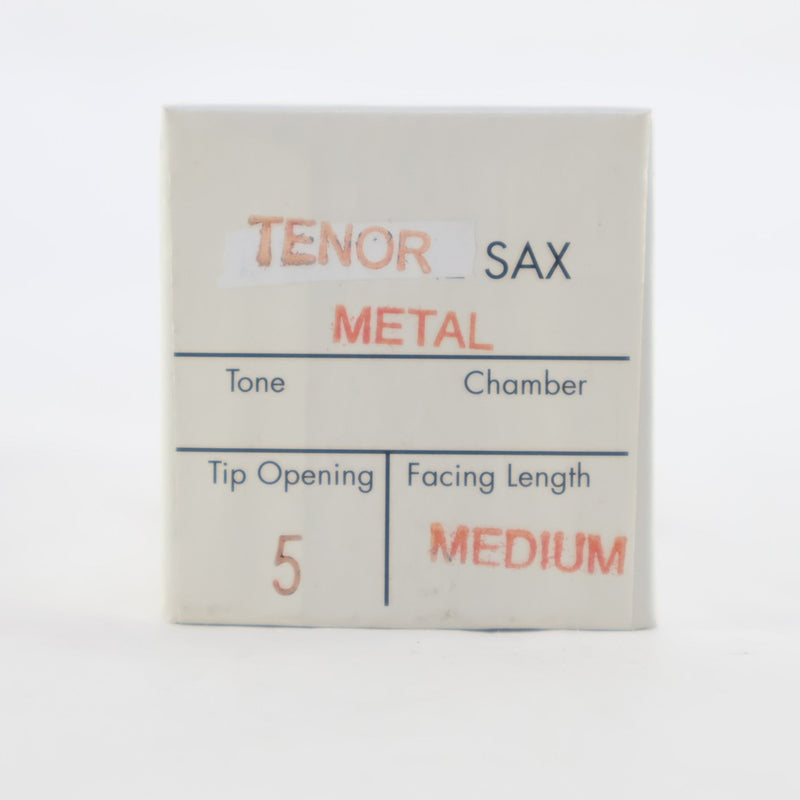 TENOR SAX
METAL
Tone Chamber
Tip Opening Facing Length
5 MEDIUM